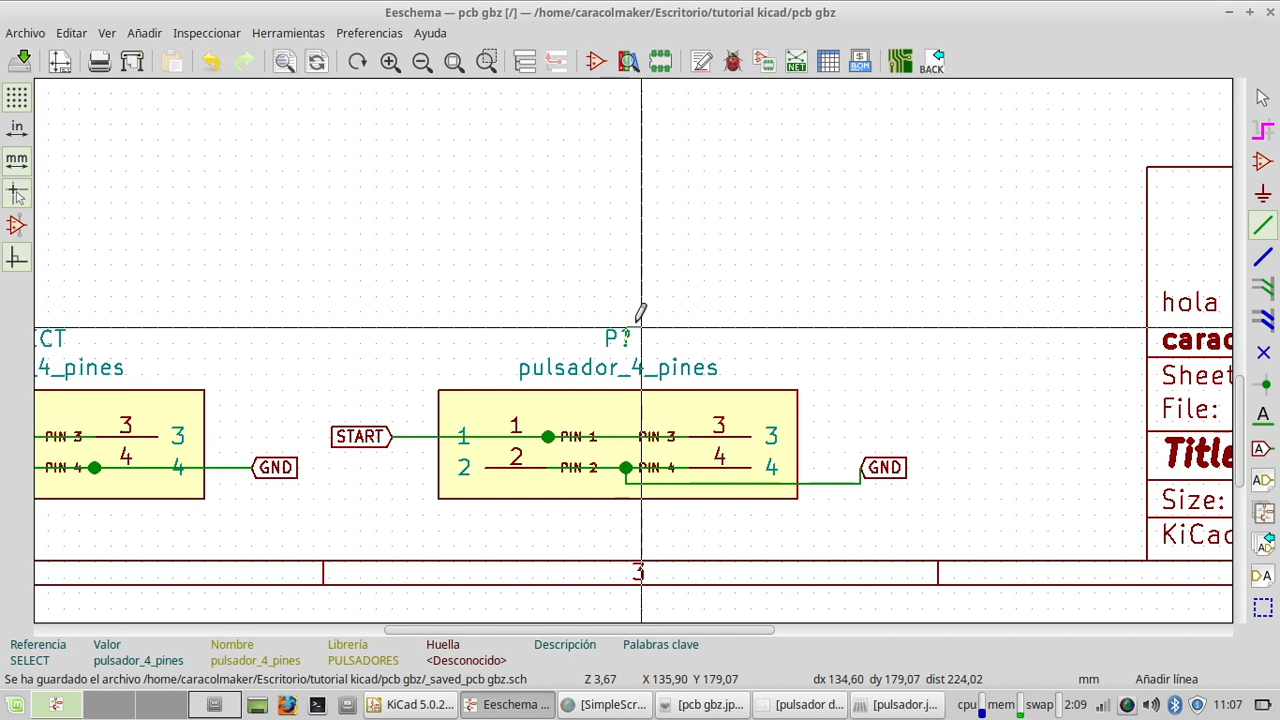 Eeschema — pcb gbz [/] — /home/caracolmaker/Escritorio/tutorial kicad/pcb gbz
Archivo Editar Ver Añadir Inspeccionar Herramientas Preferencias Ayuda
NET BOM BACK
in
mm
hola
CT P?
carac
_4_pines pulsador_4_pines
Sheet
File:
3 3 START 1 1 PIN 1 PIN 3 3 3
PIN 3
Title
4 4 GND 2 2 PIN 2 PIN 4 4 4 GND
PIN 4
Size:
KiCad
3
Referencia Valor Nombre Librería Huella Descripción Palabras clave
SELECT pulsador_4_pines pulsador_4_pines PULSADORES <Desconocido>
Se ha guardado el archivo /home/caracolmaker/Escritorio/tutorial kicad/pcb gbz/_saved_pcb gbz.sch Z 3,67 X 135,90 Y 179,07 dx 134,60 dy 179,07 dist 224,02 mm Añadir línea
KiCad 5.0.2... Eeschema ... [SimpleScr... [pcb gbz.jp... [pulsador d... [pulsador.j... cpu mem swap 2:09 11:07